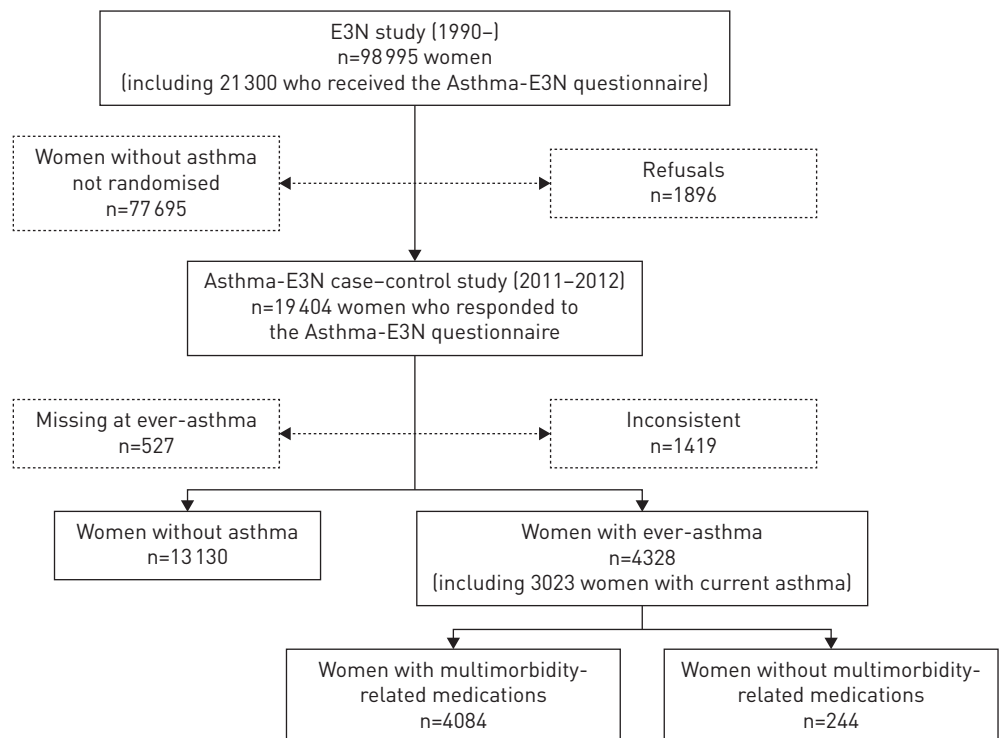 E3N study (1990–)
n=98 995 women
(including 21 300 who received the Asthma-E3N questionnaire)
Women without asthma
not randomised
n=77 695
Refusals
n=1896
Asthma-E3N case–control study (2011–2012)
n=19 404 women who responded to
the Asthma-E3N questionnaire
Missing at ever-asthma
n=527
Inconsistent
n=1419
Women without asthma
n=13 130
Women with ever-asthma
n=4328
(including 3023 women with current asthma)
Women with multimorbidity-
related medications
n=4084
Women without multimorbidity-
related medications
n=244